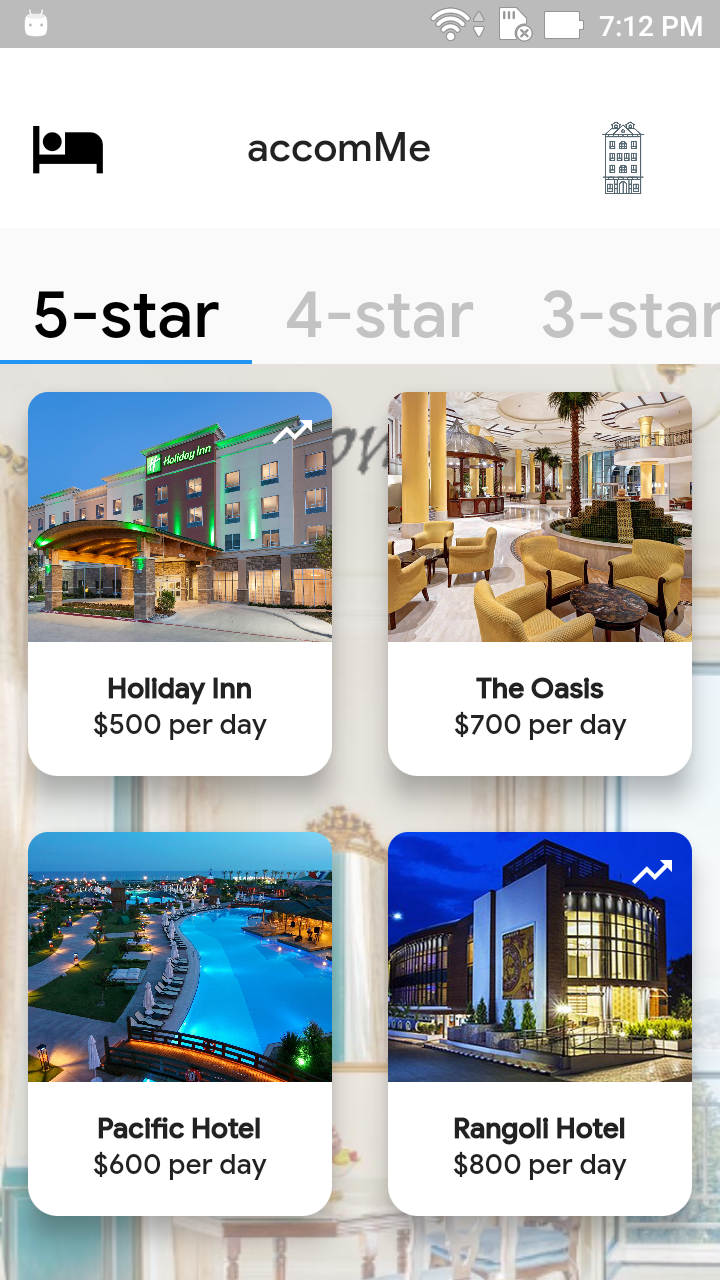 7:12 PM
accomMe
5-star 4-star 3-star
Holiday Inn
Holiday Inn
$500 per day
The Oasis
$700 per day
Pacific Hotel
$600 per day
Rangoli Hotel
$800 per day